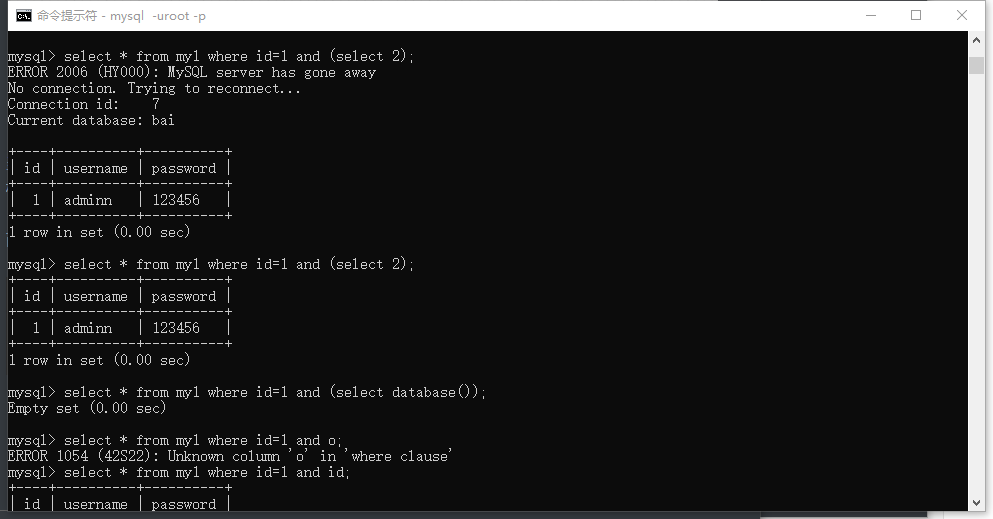 命令提示符 - mysql  -uroot -p
mysql> select * from my1 where id=1 and (select 2);
ERROR 2006 (HY000): MySQL server has gone away
No connection. Trying to reconnect...
Connection id:    7
Current database: bai
+----+----------+----------+
| id | username | password |
+----+----------+----------+
|  1 | adminn   | 123456   |
+----+----------+----------+
1 row in set (0.00 sec)
mysql> select * from my1 where id=1 and (select 2);
+----+----------+----------+
| id | username | password |
+----+----------+----------+
|  1 | adminn   | 123456   |
+----+----------+----------+
1 row in set (0.00 sec)
mysql> select * from my1 where id=1 and (select database());
Empty set (0.00 sec)
mysql> select * from my1 where id=1 and o;
ERROR 1054 (42S22): Unknown column 'o' in 'where clause'
mysql> select * from my1 where id=1 and id;
+----+----------+----------+
| id | username | password |